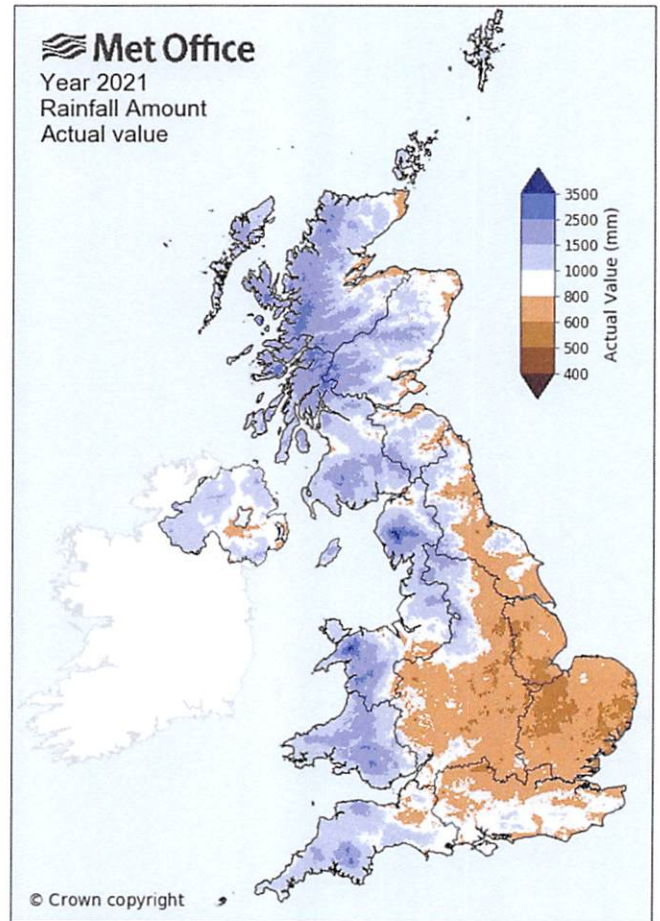 Met Office
Year 2021
Rainfall Amount
Actual value
3500
2500
1500
1000
800
600
500
400
Actual Value (mm)
© Crown copyright